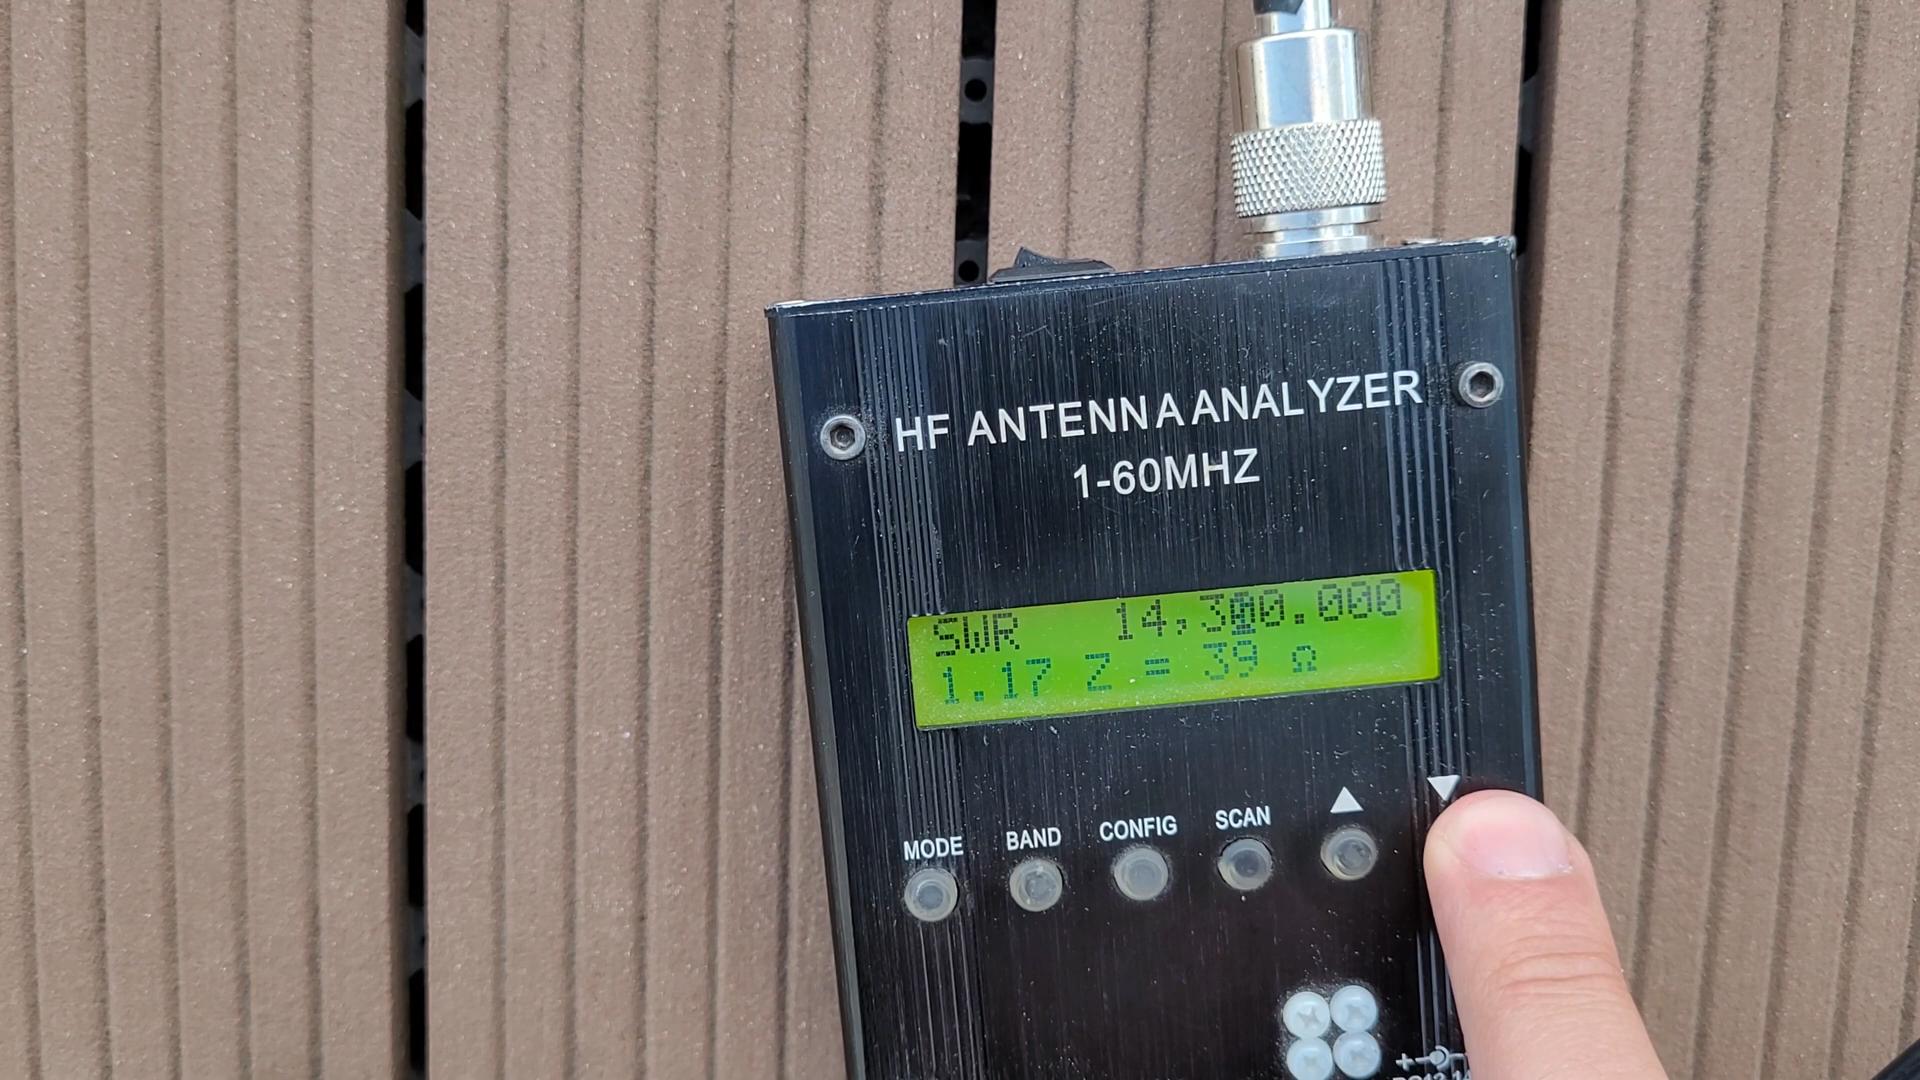 HF ANTENNA ANALYZER
1-60MHZ
SWR 14,300.000
1.17 Z = 39 Ω
MODE BAND CONFIG SCAN ▲ ▼